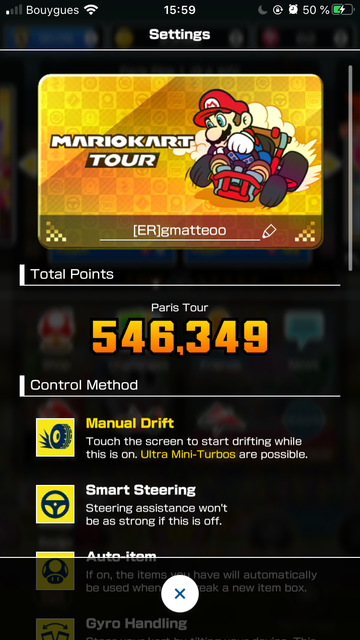 Bouygues 15:59 50 %
Settings
MARIOKART
TOUR
[ER]gmatteoo
Total Points
Paris Tour
546,349
Control Method
Manual Drift
Touch the screen to start drifting while
this is on. Ultra Mini-Turbos are possible.
Smart Steering
Steering assistance won't
be as strong if this is off.
Auto-item
If on, the items you have will automatically
be used when eak a new item box.
Gyro Handling